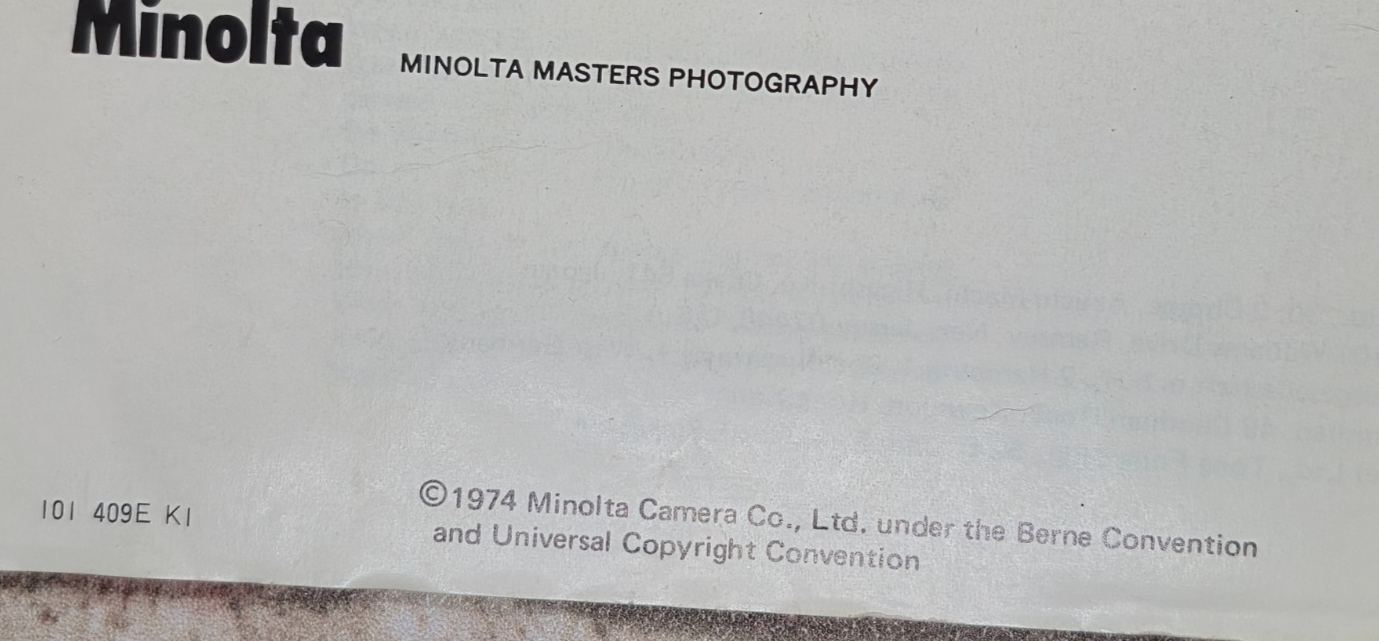 Minolta
MINOLTA MASTERS PHOTOGRAPHY
101 409E K1
©1974 Minolta Camera Co., Ltd. under the Berne Convention
and Universal Copyright Convention